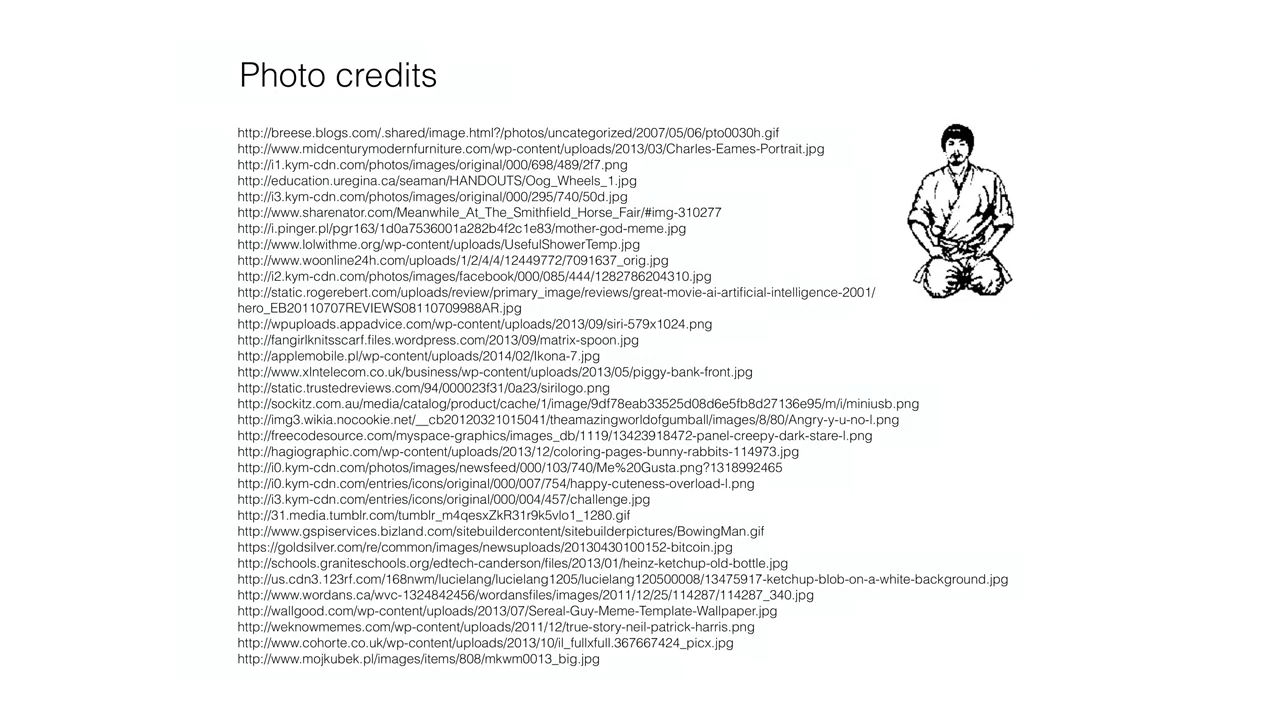 Photo credits
http://breese.blogs.com/.shared/image.html?/photos/uncategorized/2007/05/06/pto0030h.gif
http://www.midcenturymodernfurniture.com/wp-content/uploads/2013/03/Charles-Eames-Portrait.jpg
http://i1.kym-cdn.com/photos/images/original/000/698/489/2f7.png
http://education.uregina.ca/seaman/HANDOUTS/Oog_Wheels_1.jpg
http://i3.kym-cdn.com/photos/images/original/000/295/740/50d.jpg
http://www.sharenator.com/Meanwhile_At_The_Smithfield_Horse_Fair/#img-310277
http://i.pinger.pl/pgr163/1d0a7536001a282b4f2c1e83/mother-god-meme.jpg
http://www.lolwithme.org/wp-content/uploads/UsefulShowerTemp.jpg
http://www.woonline24h.com/uploads/1/2/4/4/12449772/7091637_orig.jpg
http://i2.kym-cdn.com/photos/images/facebook/000/085/444/1282786204310.jpg
http://static.rogerebert.com/uploads/review/primary_image/reviews/great-movie-ai-artificial-intelligence-2001/
hero_EB20110707REVIEWS08110709988AR.jpg
http://wpuploads.appadvice.com/wp-content/uploads/2013/09/siri-579x1024.png
http://fangirlknitsscarf.files.wordpress.com/2013/09/matrix-spoon.jpg
http://applemobile.pl/wp-content/uploads/2014/02/Ikona-7.jpg
http://www.xlntelecom.co.uk/business/wp-content/uploads/2013/05/piggy-bank-front.jpg
http://static.trustedreviews.com/94/000023f31/0a23/sirilogo.png
http://sockitz.com.au/media/catalog/product/cache/1/image/9df78eab33525d08d6e5fb8d27136e95/m/i/miniusb.png
http://img3.wikia.nocookie.net/__cb20120321015041/theamazingworldofgumball/images/8/80/Angry-y-u-no-l.png
http://freecodesource.com/myspace-graphics/images_db/1119/13423918472-panel-creepy-dark-stare-l.png
http://hagiographic.com/wp-content/uploads/2013/12/coloring-pages-bunny-rabbits-114973.jpg
http://i0.kym-cdn.com/photos/images/newsfeed/000/103/740/Me%20Gusta.png?1318992465
http://i0.kym-cdn.com/entries/icons/original/000/007/754/happy-cuteness-overload-l.png
http://i3.kym-cdn.com/entries/icons/original/000/004/457/challenge.jpg
http://31.media.tumblr.com/tumblr_m4qesxZkR31r9k5vlo1_1280.gif
http://www.gspiservices.bizland.com/sitebuildercontent/sitebuilderpictures/BowingMan.gif
https://goldsilver.com/re/common/images/newsuploads/20130430100152-bitcoin.jpg
http://schools.graniteschools.org/edtech-canderson/files/2013/01/heinz-ketchup-old-bottle.jpg
http://us.cdn3.123rf.com/168nwm/lucielang/lucielang1205/lucielang120500008/13475917-ketchup-blob-on-a-white-background.jpg
http://www.wordans.ca/wvc-1324842456/wordansfiles/images/2011/12/25/114287/114287_340.jpg
http://wallgood.com/wp-content/uploads/2013/07/Sereal-Guy-Meme-Template-Wallpaper.jpg
http://weknowmemes.com/wp-content/uploads/2011/12/true-story-neil-patrick-harris.png
http://www.cohorte.co.uk/wp-content/uploads/2013/10/il_fullxfull.367667424_picx.jpg
http://www.mojkubek.pl/images/items/808/mkwm0013_big.jpg